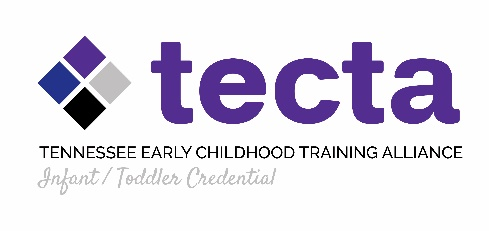 tecta
TENNESSEE EARLY CHILDHOOD TRAINING ALLIANCE
Infant / Toddler Credential